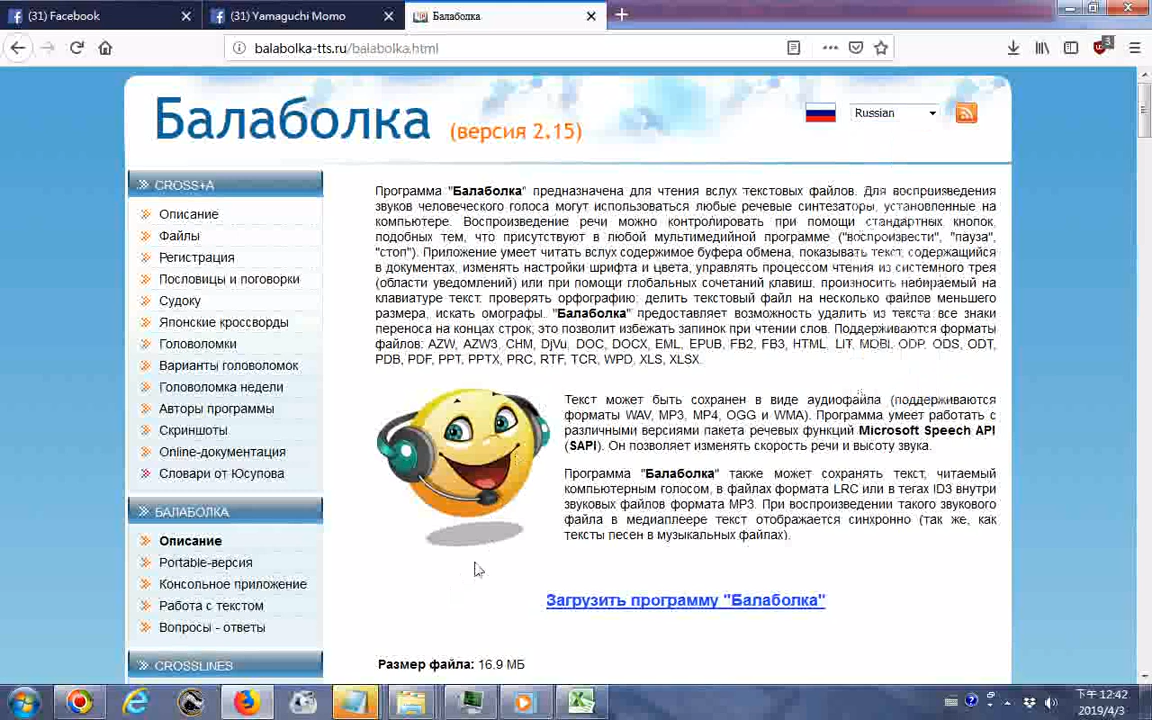 (31) Facebook
(31) Yamaguchi Momo
Балаболка
balabolka-tts.ru/balabolka.html
3
Балаболка (версия 2.15)
Russian
CROSS+A
Описание
Файлы
Регистрация
Пословицы и поговорки
Судоку
Японские кроссворды
Головоломки
Варианты головоломок
Головоломка недели
Авторы программы
Скриншоты
Online-документация
Словари от Юсупова
БАЛАБОЛКА
Описание
Portable-версия
Консольное приложение
Работа с текстом
Вопросы - ответы
CROSSLINES
Программа "Балаболка" предназначена для чтения вслух текстовых файлов. Для воспроизведения
звуков человеческого голоса могут использоваться любые речевые синтезаторы, установленные на
компьютере. Воспроизведение речи можно контролировать при помощи стандартных кнопок,
подобных тем, что присутствуют в любой мультимедийной программе ("воспроизвести", "пауза",
"стоп"). Приложение умеет читать вслух содержимое буфера обмена, показывать текст, содержащийся
в документах, изменять настройки шрифта и цвета, управлять процессом чтения из системного трея
(области уведомлений) или при помощи глобальных сочетаний клавиш, произносить набираемый на
клавиатуре текст, проверять орфографию; делить текстовый файл на несколько файлов меньшего
размера, искать омографы. "Балаболка" предоставляет возможность удалить из текста все знаки
переноса на концах строк; это позволит избежать запинок при чтении слов. Поддерживаются форматы
файлов: AZW, AZW3, CHM, DjVu, DOC, DOCX, EML, EPUB, FB2, FB3, HTML, LIT, MOBI, ODP, ODS, ODT,
PDB, PDF, PPT, PPTX, PRC, RTF, TCR, WPD, XLS, XLSX.
Текст может быть сохранен в виде аудиофайла (поддерживаются
форматы WAV, MP3, MP4, OGG и WMA). Программа умеет работать с
различными версиями пакета речевых функций Microsoft Speech API
(SAPI). Он позволяет изменять скорость речи и высоту звука.
Программа "Балаболка" также может сохранять текст, читаемый
компьютерным голосом, в файлах формата LRC или в тегах ID3 внутри
звуковых файлов формата MP3. При воспроизведении такого звукового
файла в медиаплеере текст отображается синхронно (так же, как
тексты песен в музыкальных файлах).
Загрузить программу "Балаболка"
Размер файла: 16.9 МБ
下午 12:42
2019/4/3